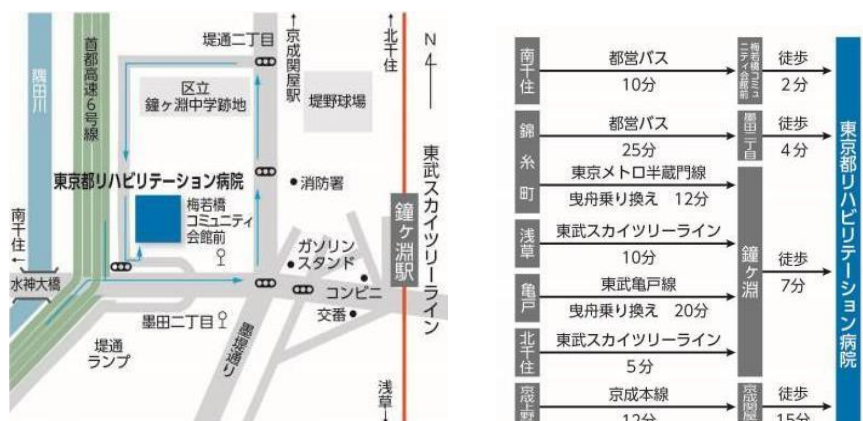 堤通二丁目
↑京成関屋駅
↑北千住
N
首都高速6号線
隅田川
区立
鐘ヶ淵中学跡地
堤野球場
東京都リハビリテーション病院
消防署
梅若橋
コミュニティ
会館前
南千住←
水神大橋
ガソリン
スタンド
コンビニ
交番
鐘ヶ淵駅
東武スカイツリーライン
墨田二丁目
堤通
ランプ
墨堤通り
浅草↓
南千住
都営バス
10分
梅若橋コミュニティ会館前
徒歩
2分
錦糸町
都営バス
25分
墨田二丁目
徒歩
4分
東京メトロ半蔵門線
曳舟乗り換え 12分
浅草
東武スカイツリーライン
10分
亀戸
東武亀戸線
曳舟乗り換え 20分
北千住
東武スカイツリーライン
5分
鐘ヶ淵
徒歩
7分
京成上野
京成本線
12分
京成関屋
徒歩
15分
東京都リハビリテーション病院